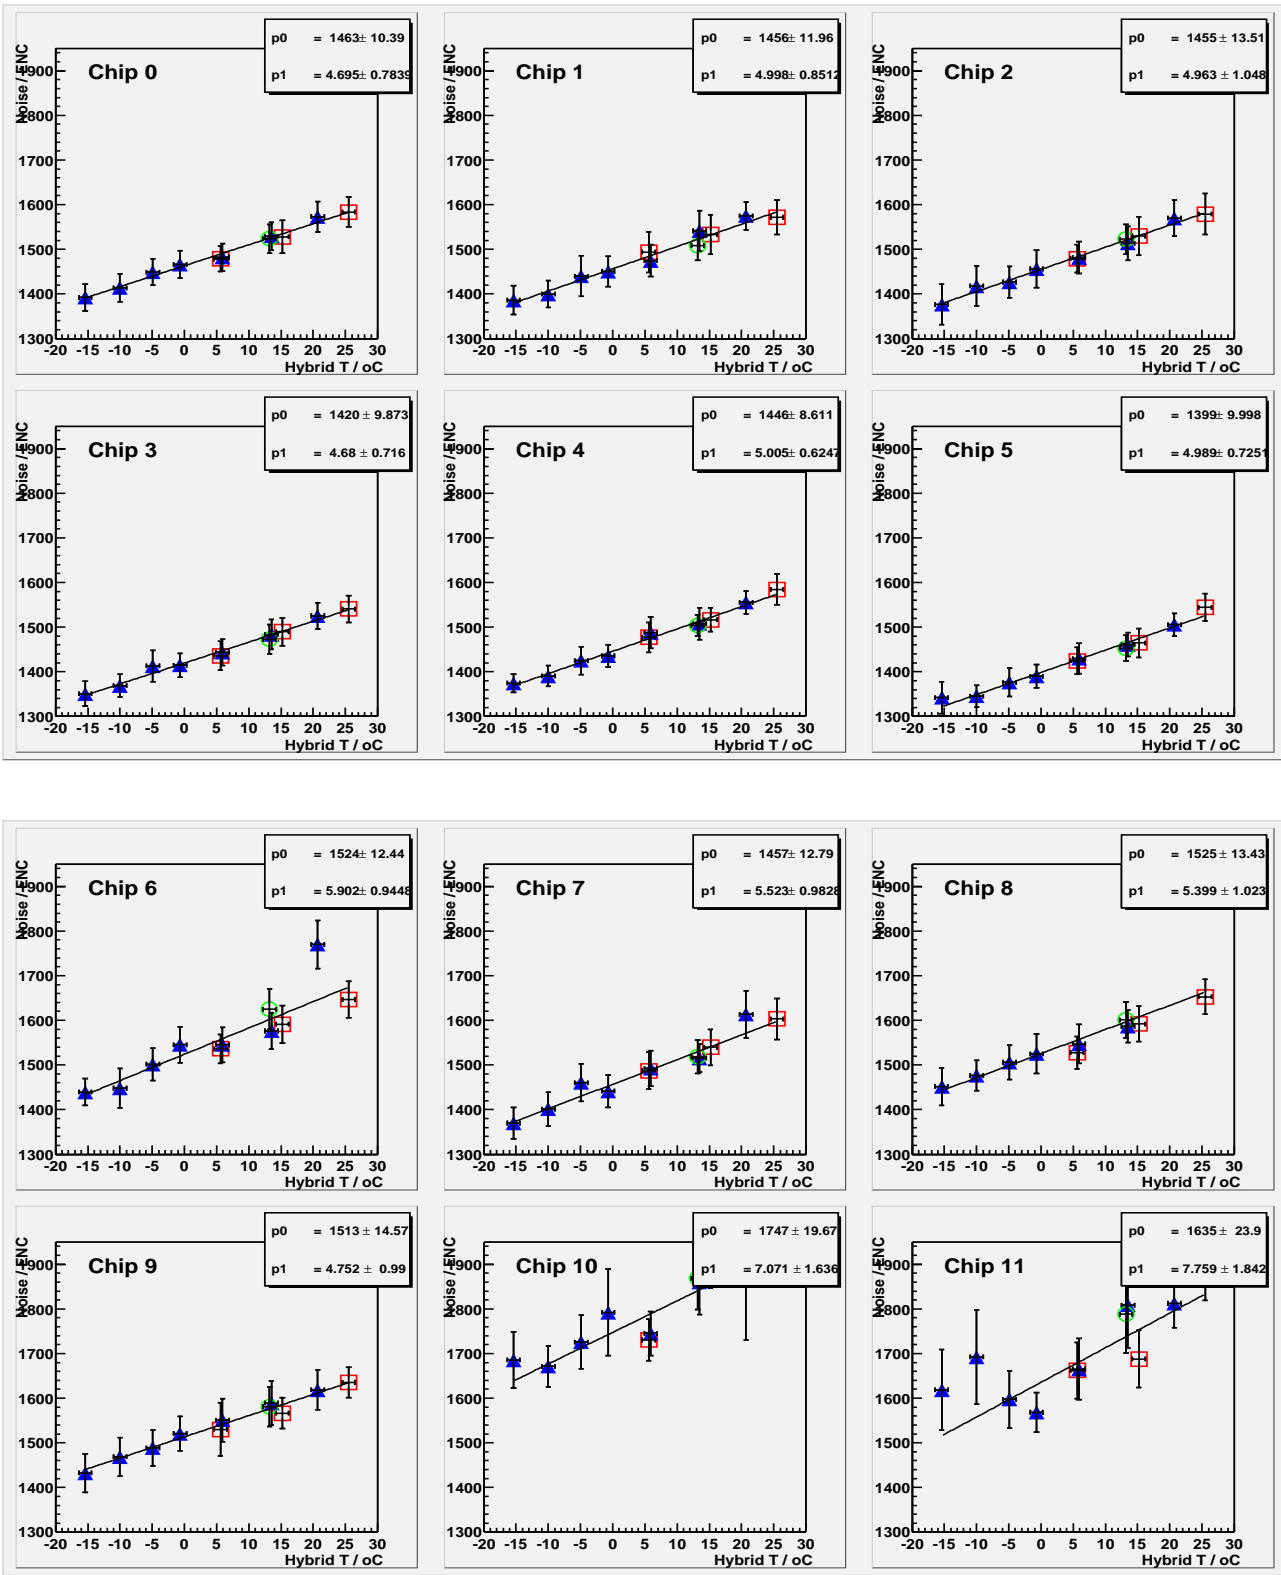 p0 = 1463± 10.39
p1 = 4.695± 0.7839
Chip 0
Noise / ENC
1900
1800
1700
1600
1500
1400
1300
-20 -15 -10 -5 0 5 10 15 20 25 30
Hybrid T / oC
p0 = 1456± 11.96
p1 = 4.998± 0.8512
Chip 1
Noise / ENC
1900
1800
1700
1600
1500
1400
1300
-20 -15 -10 -5 0 5 10 15 20 25 30
Hybrid T / oC
p0 = 1455 ± 13.51
p1 = 4.963 ± 1.048
Chip 2
Noise / ENC
1900
1800
1700
1600
1500
1400
1300
-20 -15 -10 -5 0 5 10 15 20 25 30
Hybrid T / oC
p0 = 1420 ± 9.873
p1 = 4.68 ± 0.716
Chip 3
Noise / ENC
1900
1800
1700
1600
1500
1400
1300
-20 -15 -10 -5 0 5 10 15 20 25 30
Hybrid T / oC
p0 = 1446± 8.611
p1 = 5.005± 0.6247
Chip 4
Noise / ENC
1900
1800
1700
1600
1500
1400
1300
-20 -15 -10 -5 0 5 10 15 20 25 30
Hybrid T / oC
p0 = 1399± 9.998
p1 = 4.989± 0.7251
Chip 5
Noise / ENC
1900
1800
1700
1600
1500
1400
1300
-20 -15 -10 -5 0 5 10 15 20 25 30
Hybrid T / oC
p0 = 1524± 12.44
p1 = 5.902± 0.9448
Chip 6
Noise / ENC
1900
1800
1700
1600
1500
1400
1300
-20 -15 -10 -5 0 5 10 15 20 25 30
Hybrid T / oC
p0 = 1457± 12.79
p1 = 5.523± 0.9828
Chip 7
Noise / ENC
1900
1800
1700
1600
1500
1400
1300
-20 -15 -10 -5 0 5 10 15 20 25 30
Hybrid T / oC
p0 = 1525± 13.43
p1 = 5.399 ± 1.023
Chip 8
Noise / ENC
1900
1800
1700
1600
1500
1400
1300
-20 -15 -10 -5 0 5 10 15 20 25 30
Hybrid T / oC
p0 = 1513 ± 14.57
p1 = 4.752 ± 0.99
Chip 9
Noise / ENC
1900
1800
1700
1600
1500
1400
1300
-20 -15 -10 -5 0 5 10 15 20 25 30
Hybrid T / oC
p0 = 1747 ± 19.67
p1 = 7.071 ± 1.636
Chip 10
Noise / ENC
1900
1800
1700
1600
1500
1400
1300
-20 -15 -10 -5 0 5 10 15 20 25 30
Hybrid T / oC
p0 = 1635 ± 23.9
p1 = 7.759 ± 1.842
Chip 11
Noise / ENC
1900
1800
1700
1600
1500
1400
1300
-20 -15 -10 -5 0 5 10 15 20 25 30
Hybrid T / oC